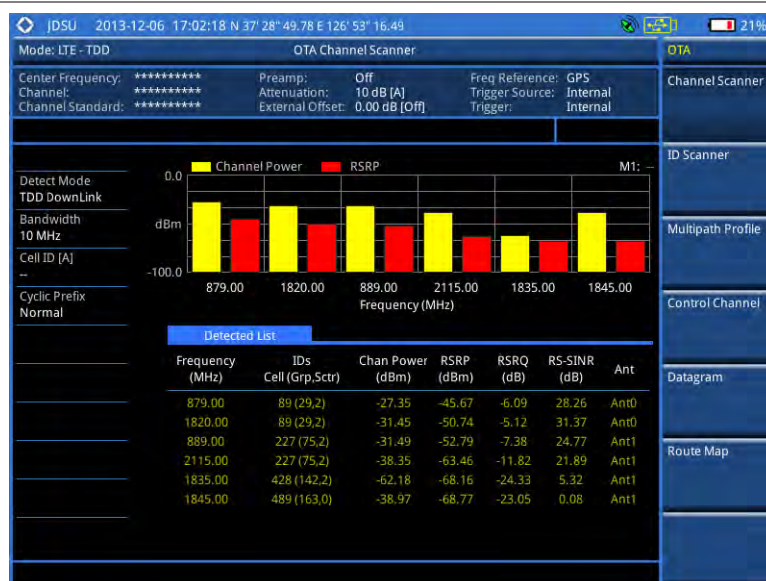 JDSU 2013-12-06 17:02:18 N 37' 28" 49.78 E 126' 53" 16.49 21%
Mode: LTE - TDD OTA Channel Scanner OTA
Center Frequency: ********** Preamp: Off Freq Reference: GPS
Channel: ********** Attenuation: 10 dB [A] Trigger Source: Internal
Channel Standard: ********** External Offset: 0.00 dB [Off] Trigger: Internal
Channel Scanner
ID Scanner
Multipath Profile
Control Channel
Datagram
Route Map
Detect Mode
TDD DownLink
Bandwidth
10 MHz
Cell ID [A]
--
Cyclic Prefix
Normal
Channel Power RSRP M1: --
0.0
dBm
-100.0
879.00 1820.00 889.00 2115.00 1835.00 1845.00
Frequency (MHz)
Detected List
Frequency IDs Chan Power RSRP RSRQ RS-SINR Ant
(MHz) Cell (Grp,Sctr) (dBm) (dBm) (dB) (dB)
879.00 89 (29,2) -27.35 -45.67 -6.09 28.26 Ant0
1820.00 89 (29,2) -31.45 -50.74 -5.12 31.37 Ant0
889.00 227 (75,2) -31.49 -52.79 -7.38 24.77 Ant1
2115.00 227 (75,2) -38.35 -63.46 -11.82 21.89 Ant1
1835.00 428 (142,2) -62.18 -68.16 -24.33 5.32 Ant1
1845.00 489 (163,0) -38.97 -68.77 -23.05 0.08 Ant1